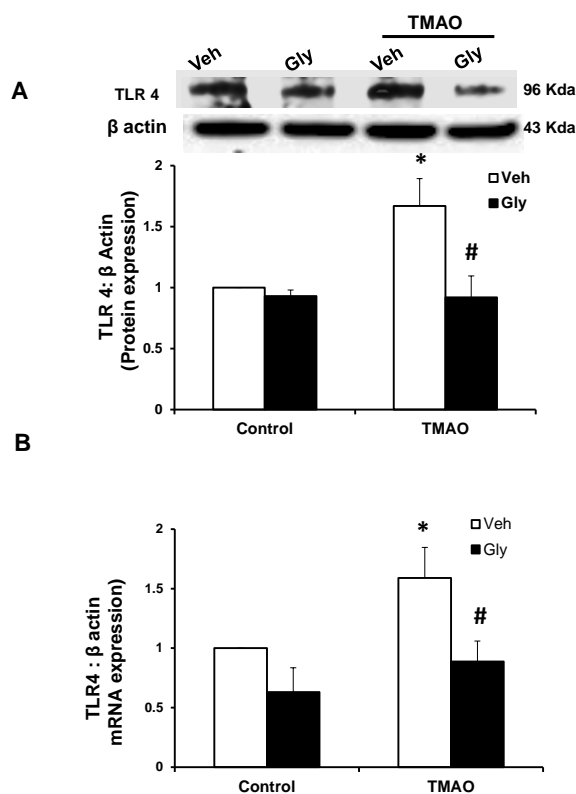 TMAO
Veh Gly Veh Gly
A
TLR 4 96 Kda
β actin 43 Kda
TLR 4: β Actin
(Protein expression)
2
1.5
1
0.5
0
*
#
Veh
Gly
Control TMAO
B
TLR4 : β actin
mRNA expression)
2
1.5
1
0.5
0
*
#
Veh
Gly
Control TMAO